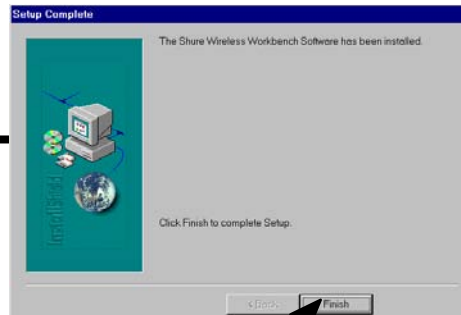 Setup Complete
The Shure Wireless Workbench Software has been installed.
InstallShield
Click Finish to complete Setup.
< Back
Finish